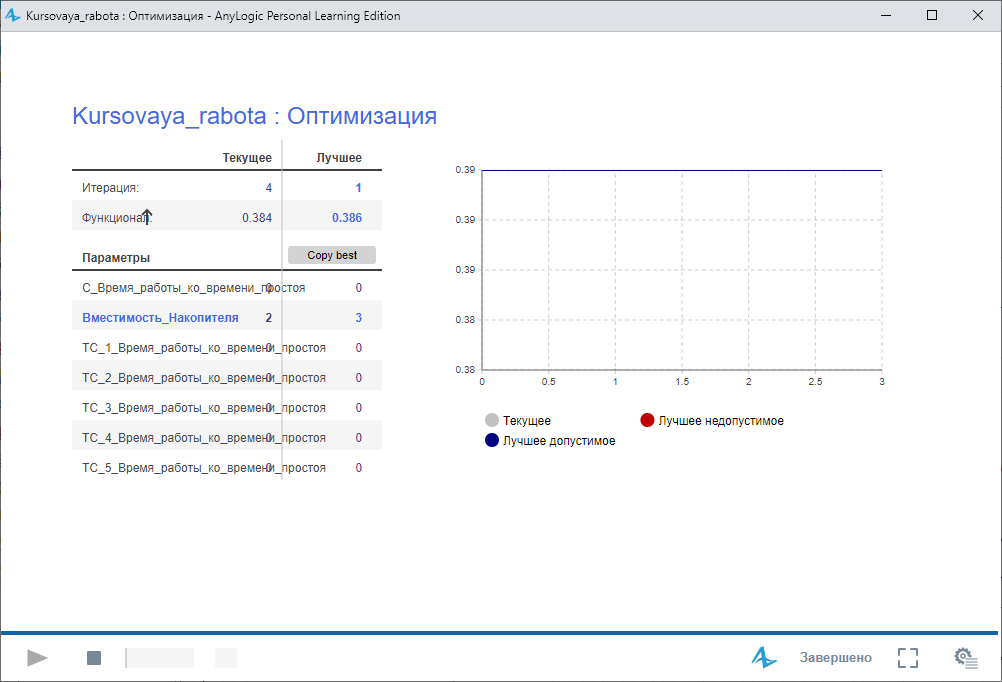 Kursovaya_rabota : Оптимизация - AnyLogic Personal Learning Edition
Kursovaya_rabota : Оптимизация
Текущее Лучшее
Итерация: 4 1
Функционал: 0.384 0.386
Параметры Copy best
С_Время_работы_ко_времени_простоя 0 0
Вместимость_Накопителя 2 3
ТС_1_Время_работы_ко_времени_простоя 0 0
ТС_2_Время_работы_ко_времени_простоя 0 0
ТС_3_Время_работы_ко_времени_простоя 0 0
ТС_4_Время_работы_ко_времени_простоя 0 0
ТС_5_Время_работы_ко_времени_простоя 0 0
0.39
0.39
0.39
0.38
0.38
0 0.5 1 1.5 2 2.5 3
Текущее Лучшее недопустимое
Лучшее допустимое
Завершено